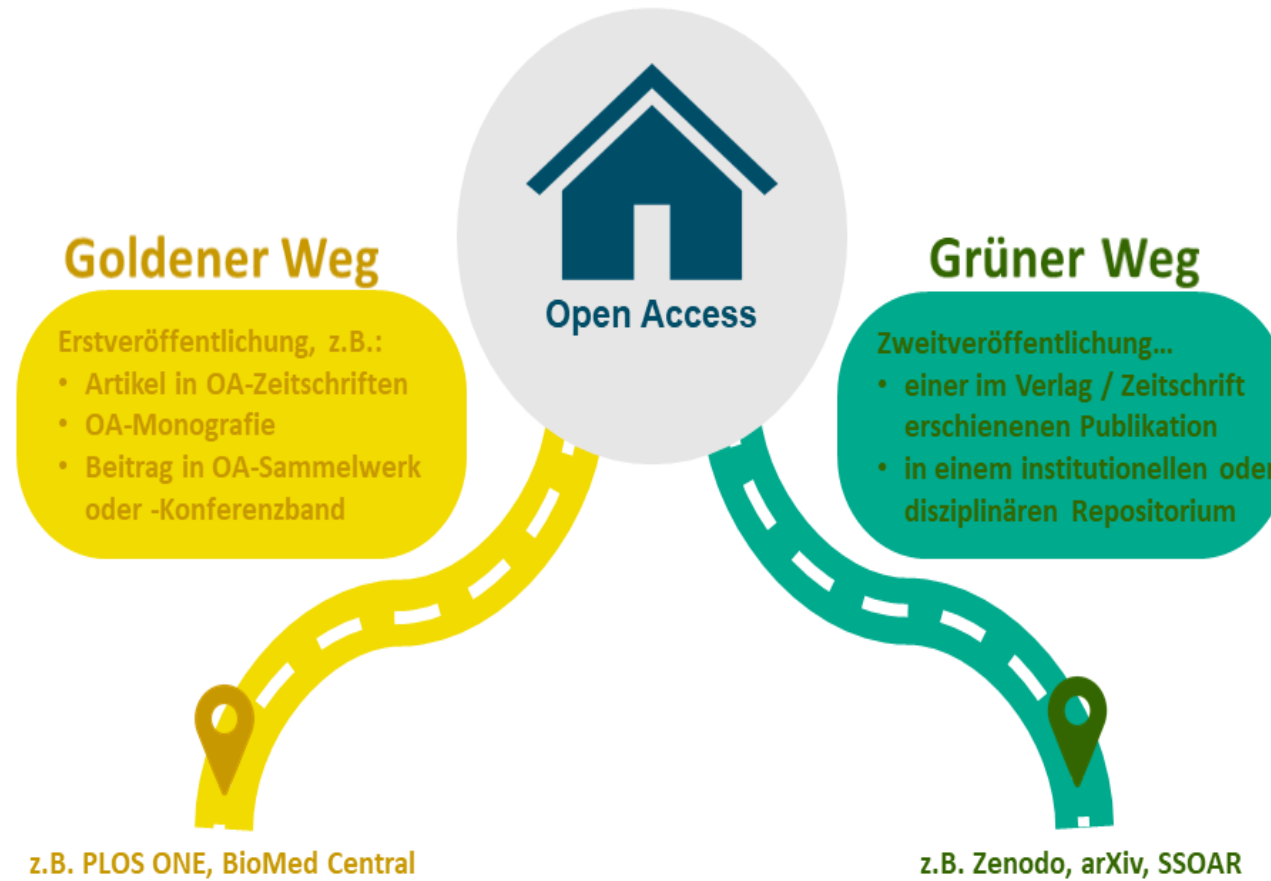 Open Access
Goldener Weg
Erstveröffentlichung, z.B.:
• Artikel in OA-Zeitschriften
• OA-Monografie
• Beitrag in OA-Sammelwerk
oder -Konferenzband
z.B. PLOS ONE, BioMed Central
Grüner Weg
Zweitveröffentlichung...
• einer im Verlag / Zeitschrift
erschienenen Publikation
• in einem institutionellen oder
disziplinären Repositorium
z.B. Zenodo, arXiv, SSOAR